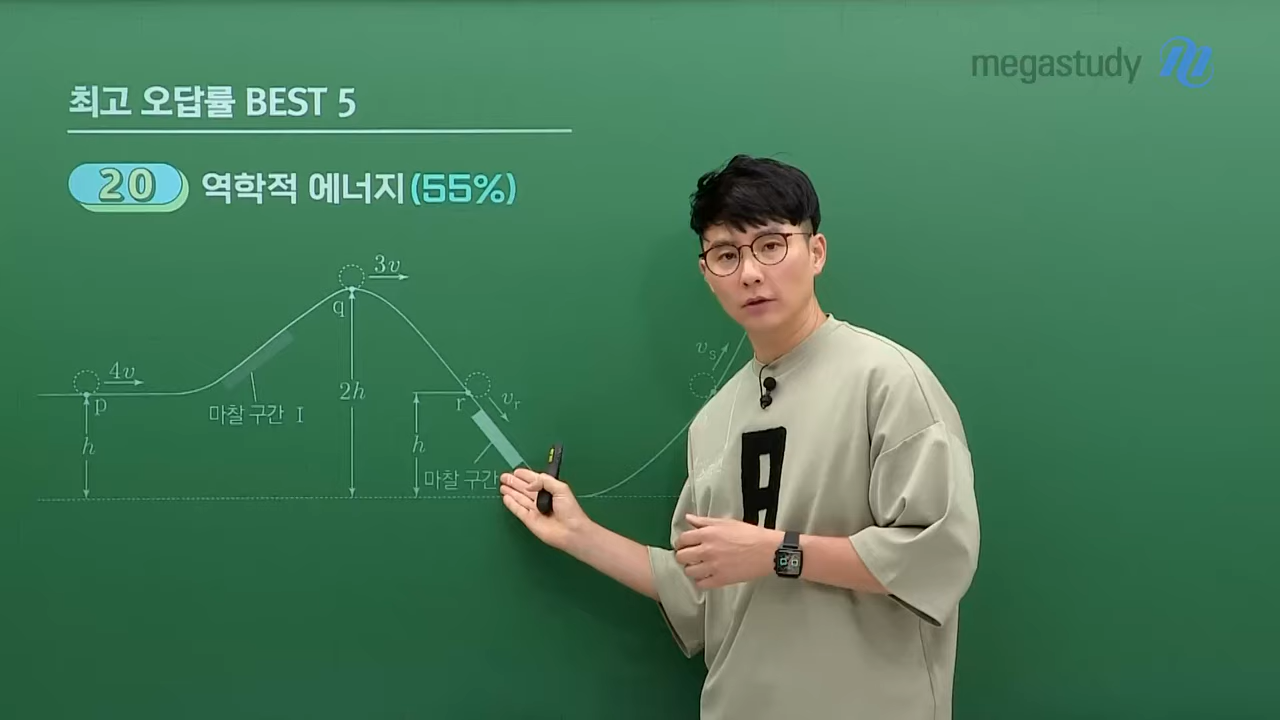 megastudy
최고 오답률 BEST 5
20 역학적 에너지 (55%)
3v
q
4v
p
v_s
마찰 구간 I
2h
r
v_r
h
h
마찰 구간